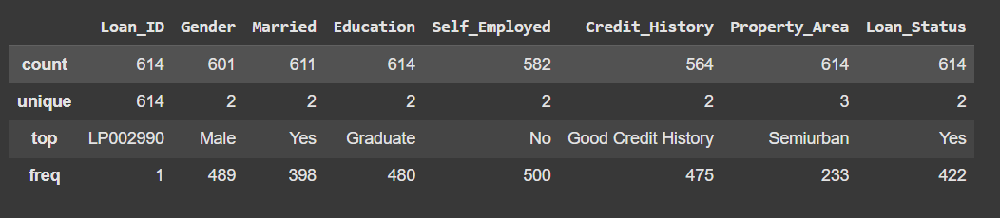 Loan_ID Gender Married Education Self_Employed Credit_History Property_Area Loan_Status
count 614 601 611 614 582 564 614 614
unique 614 2 2 2 2 2 3 2
top LP002990 Male Yes Graduate No Good Credit History Semiurban Yes
freq 1 489 398 480 500 475 233 422